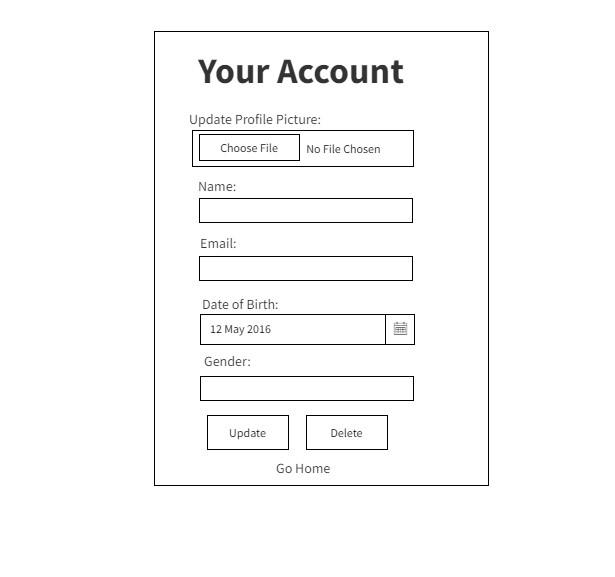 Your Account
Update Profile Picture:
Choose File No File Chosen
Name:
Email:
Date of Birth:
12 May 2016
Gender:
Update Delete
Go Home